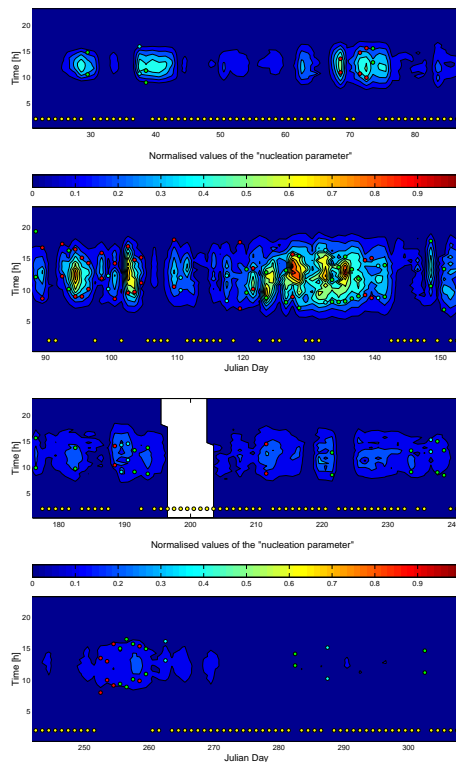 Time [h]
20
15
10
5
30 40 50 60 70 80
Normalised values of the "nucleation parameter"
0 0.1 0.2 0.3 0.4 0.5 0.6 0.7 0.8 0.9
Time [h]
20
15
10
5
90 100 110 120 130 140 150
Julian Day
Time [h]
20
15
10
5
180 190 200 210 220 230 240
Normalised values of the "nucleation parameter"
0 0.1 0.2 0.3 0.4 0.5 0.6 0.7 0.8 0.9
Time [h]
20
15
10
5
250 260 270 280 290 300
Julian Day